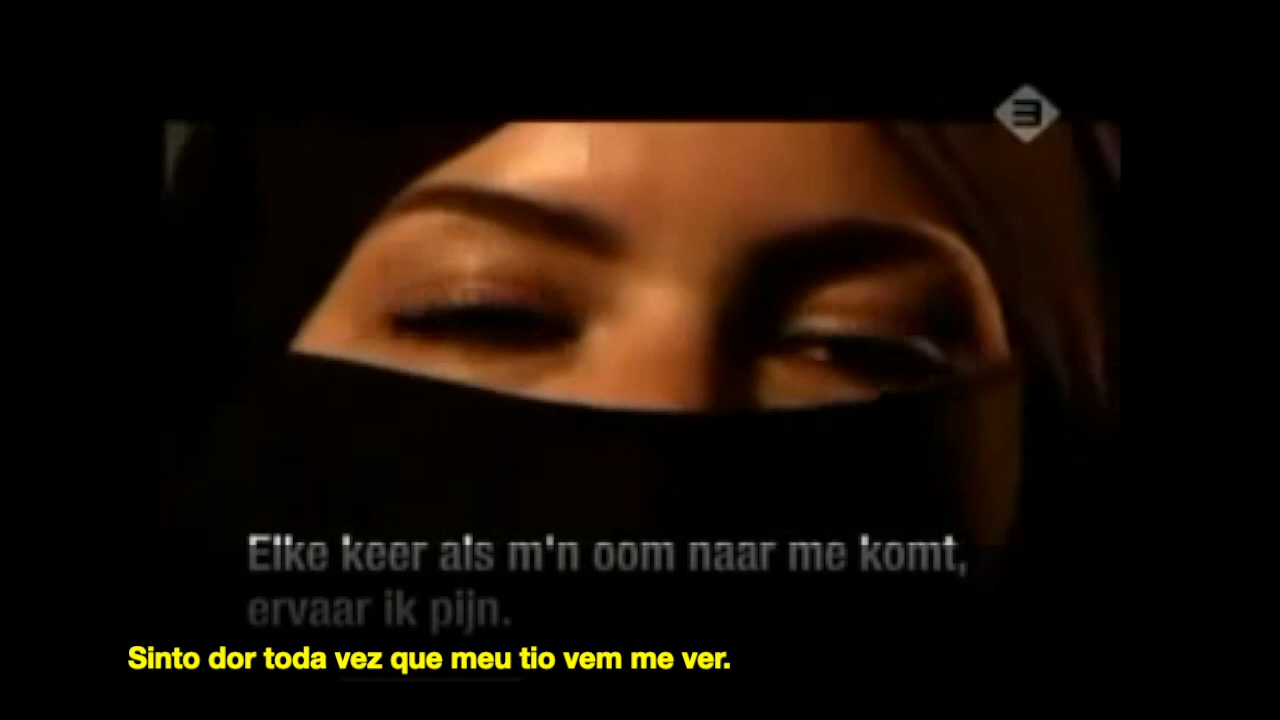 3
Elke keer als m'n oom naar me komt,
ervaar ik pijn.
Sinto dor toda vez que meu tio vem me ver.